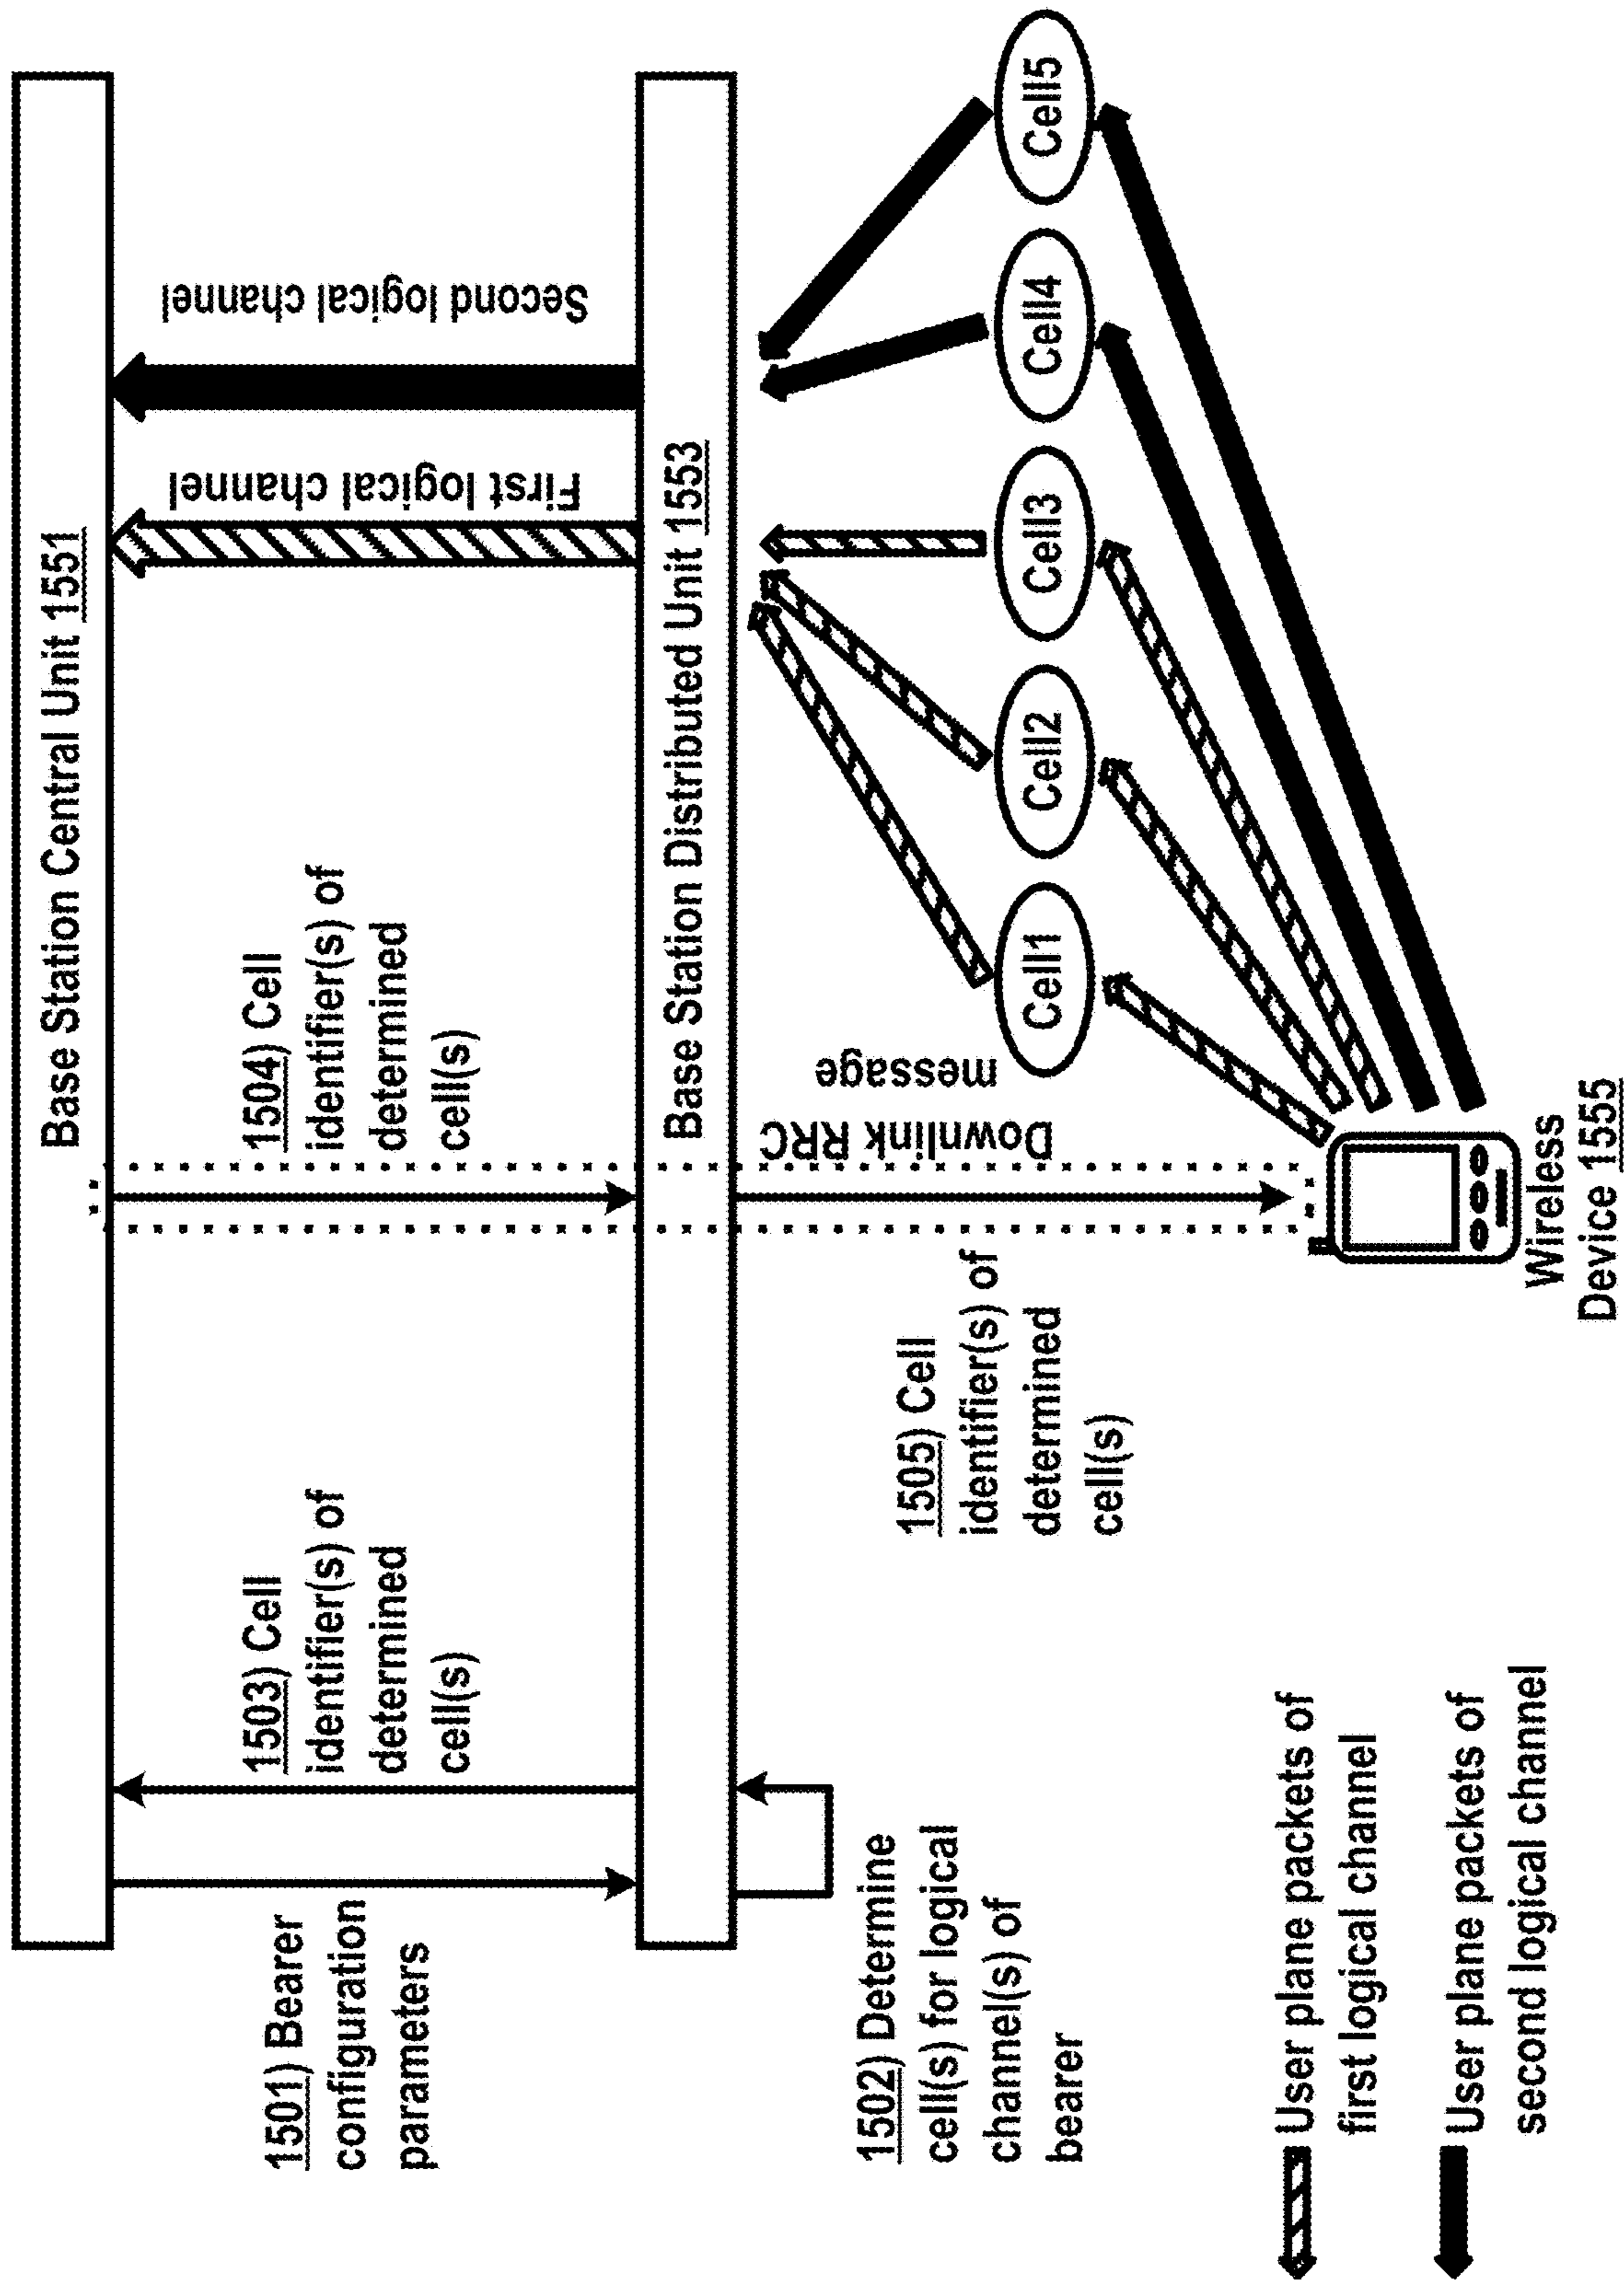 Base Station Central Unit 1551
1501) Bearer
configuration
parameters
1503) Cell
identifier(s) of
determined
cell(s)
1504) Cell
identifier(s) of
determined
cell(s)
First logical channel
Second logical channel
Base Station Distributed Unit 1553
1502) Determine
cell(s) for logical
channel(s) of
bearer
1505) Cell
identifier(s) of
determined
cell(s)
Downlink RRC
message
Cell1
Cell2
Cell3
Cell4
Cell5
Wireless
Device 1555
User plane packets of
first logical channel
User plane packets of
second logical channel